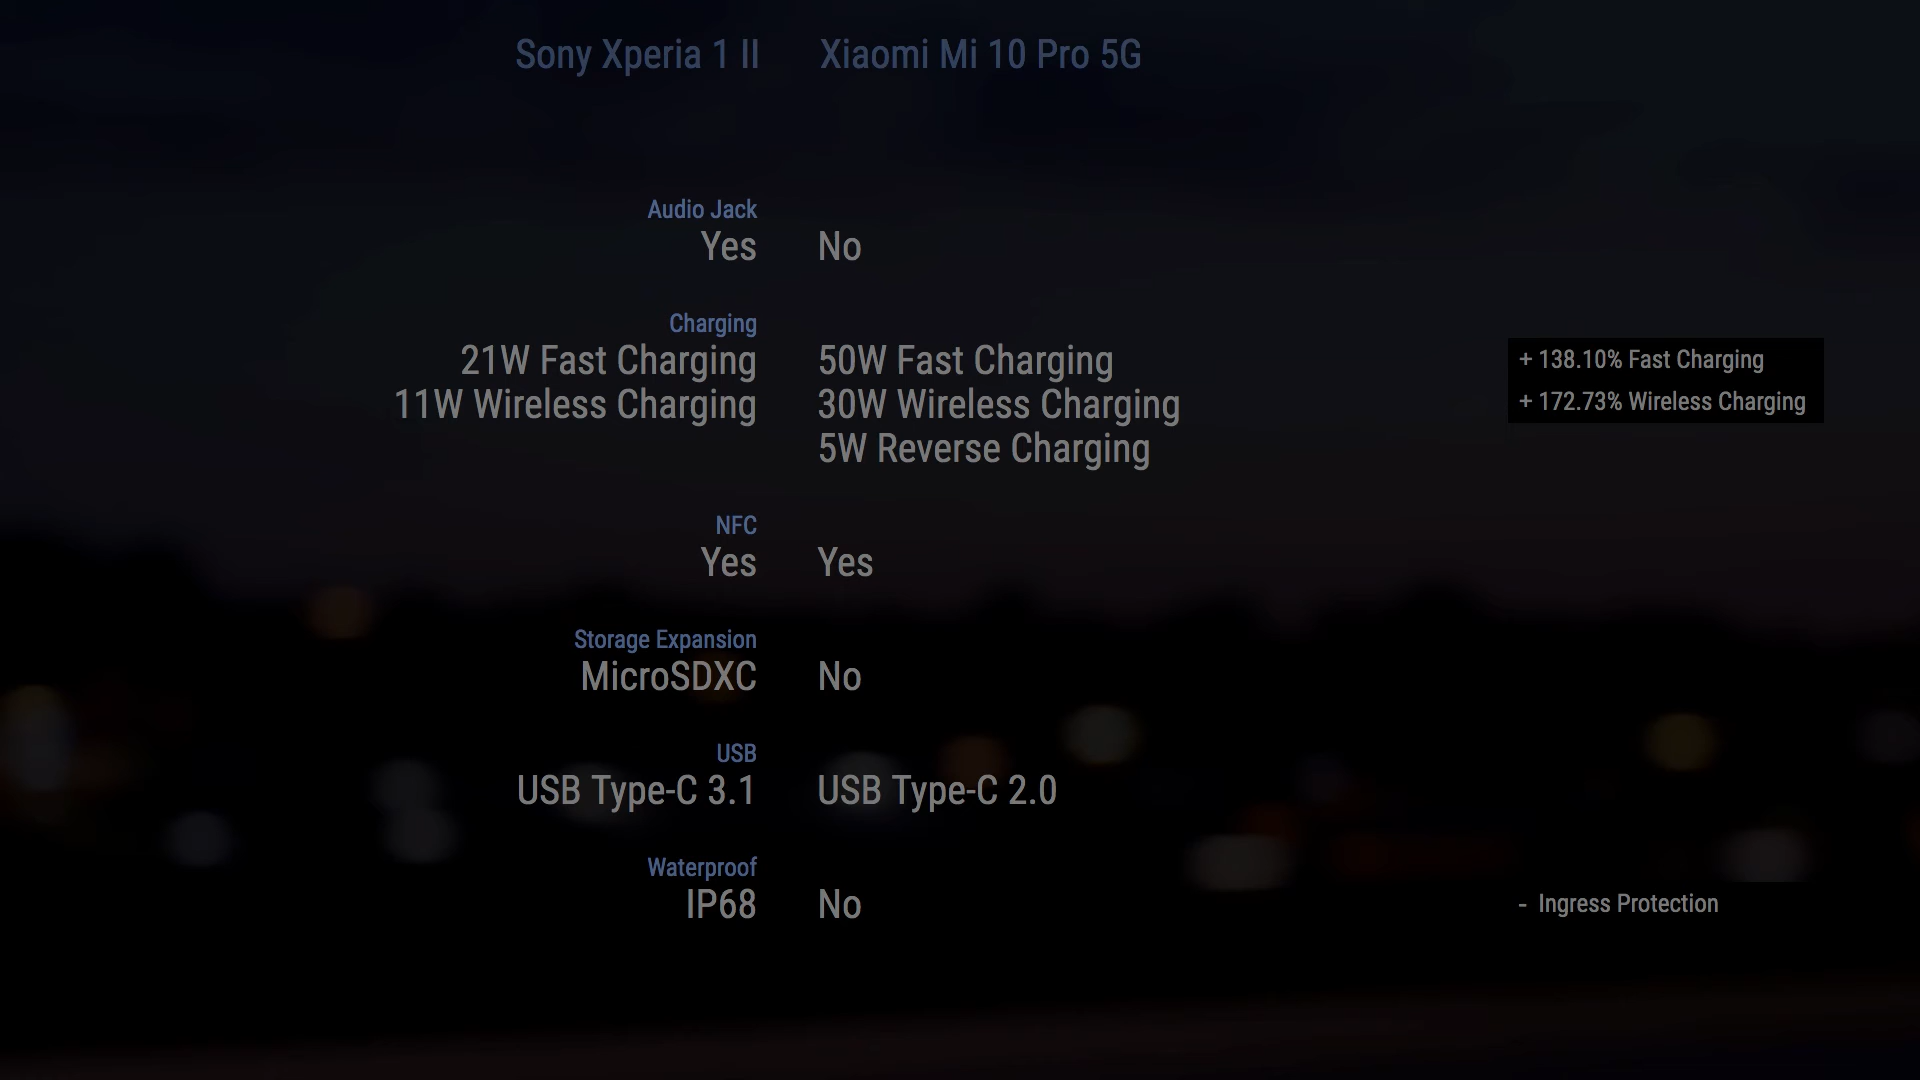 Sony Xperia 1 II Xiaomi Mi 10 Pro 5G
Audio Jack
Yes No
Charging
21W Fast Charging 50W Fast Charging + 138.10% Fast Charging
11W Wireless Charging 30W Wireless Charging + 172.73% Wireless Charging
5W Reverse Charging
NFC
Yes Yes
Storage Expansion
MicroSDXC No
USB
USB Type-C 3.1 USB Type-C 2.0
Waterproof
IP68 No - Ingress Protection